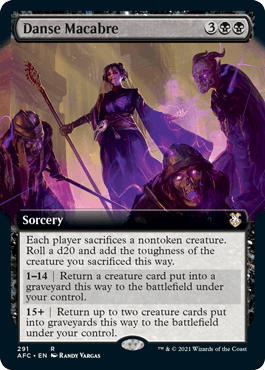 Danse Macabre 3
Sorcery
Each player sacrifices a nontoken creature.
Roll a d20 and add the toughness of the
creature you sacrificed this way.
1–14 | Return a creature card put into a
graveyard this way to the battlefield under
your control.
15+ | Return up to two creature cards put
into graveyards this way to the battlefield
under your control.
291 R
AFC • EN RANDY VARGAS ™ & © 2021 Wizards of the Coast